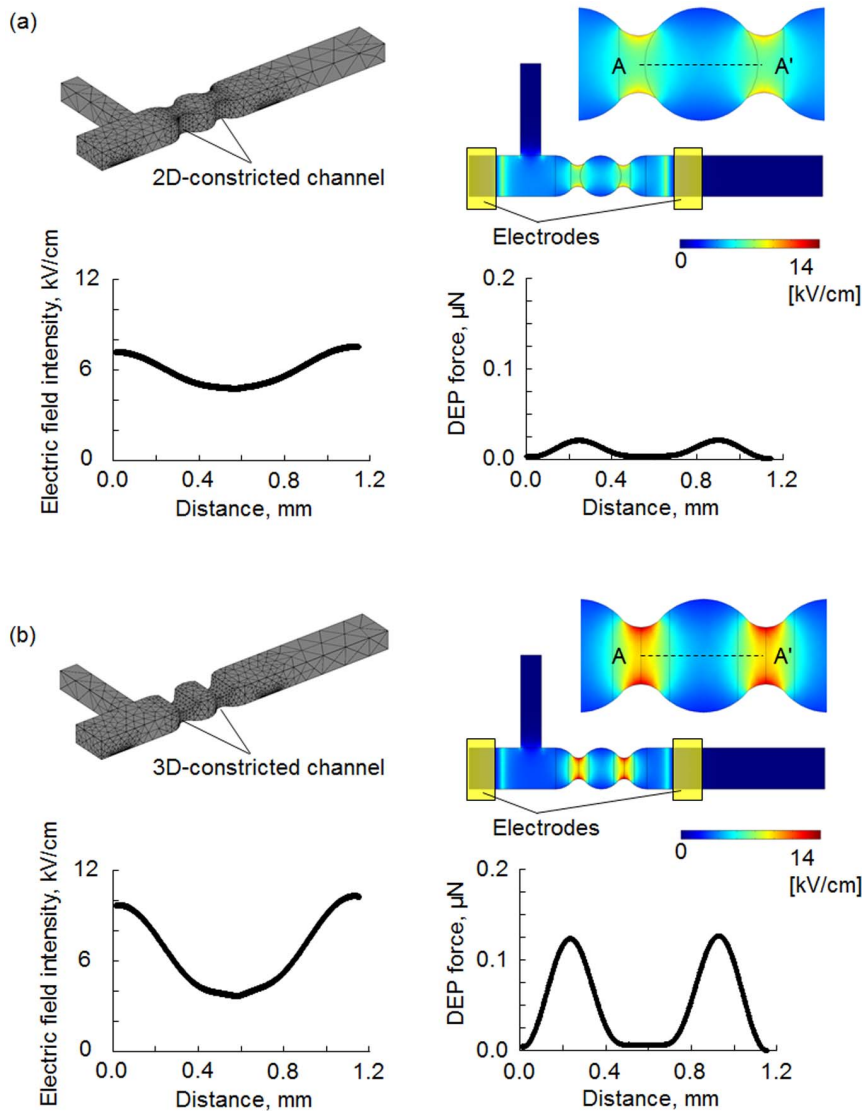 (a)
2D-constricted channel
A
A'
Electrodes
0
14
[kV/cm]
12
6
0
0.0
0.4
0.8
1.2
Electric field intensity, kV/cm
Distance, mm
0.2
0.1
0.0
0.0
0.4
0.8
1.2
DEP force, µN
Distance, mm
(b)
3D-constricted channel
A
A'
Electrodes
0
14
[kV/cm]
12
6
0
0.0
0.4
0.8
1.2
Electric field intensity, kV/cm
Distance, mm
0.2
0.1
0.0
0.0
0.4
0.8
1.2
DEP force, µN
Distance, mm